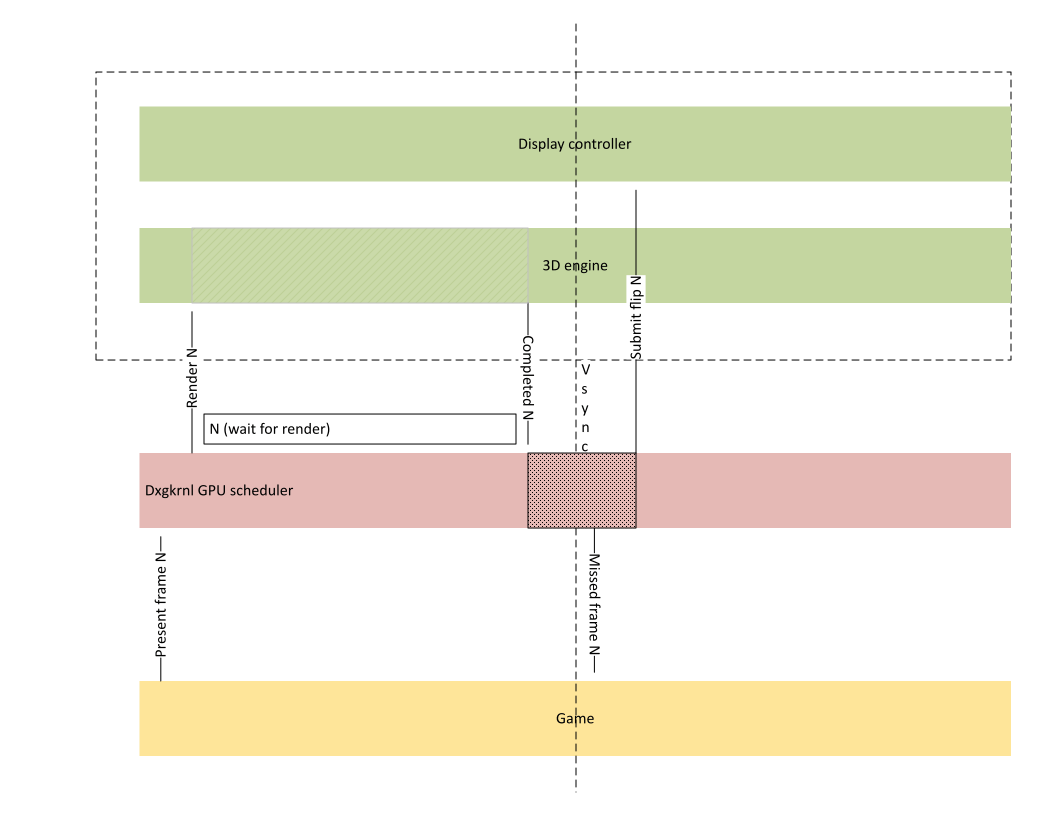 Display controller
3D engine
Submit flip N
Render N
Completed N
Vsync
N (wait for render)
Dxgkrnl GPU scheduler
Present frame N
Missed frame N
Game